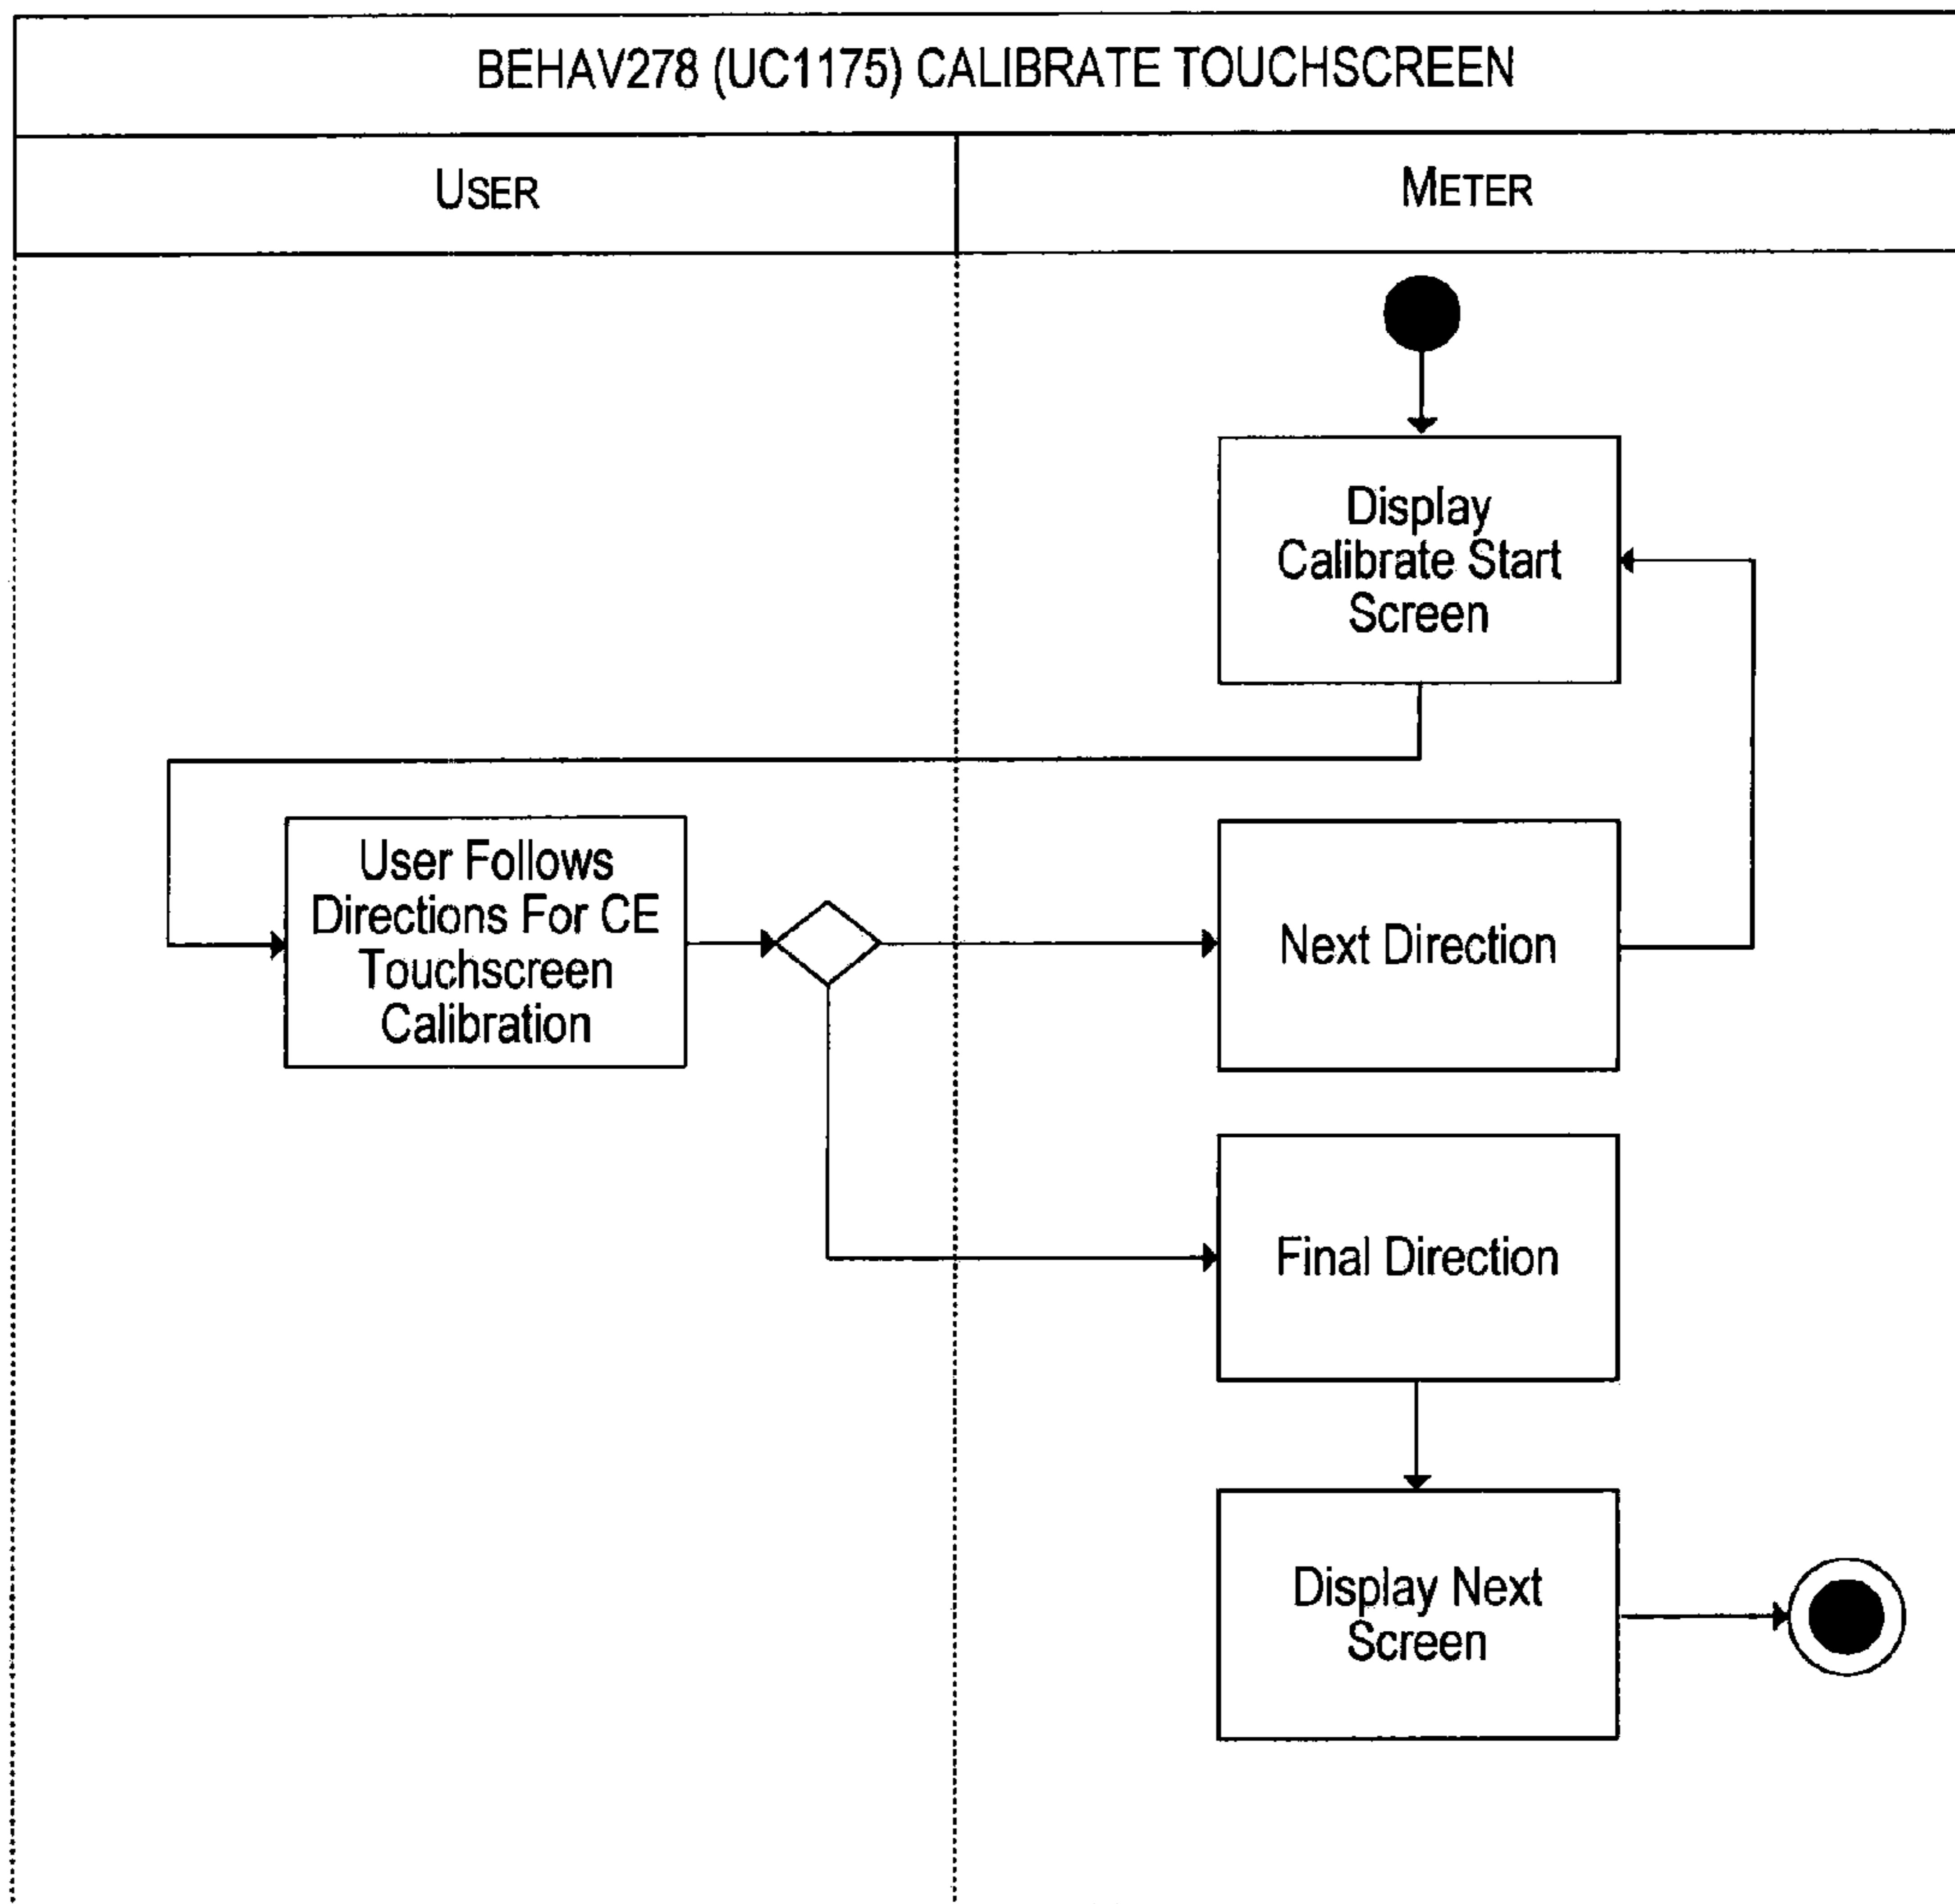 BEHAV278 (UC1175) CALIBRATE TOUCHSCREEN
USER
METER
Display
Calibrate Start
Screen
User Follows
Directions For CE
Touchscreen
Calibration
Next Direction
Final Direction
Display Next
Screen